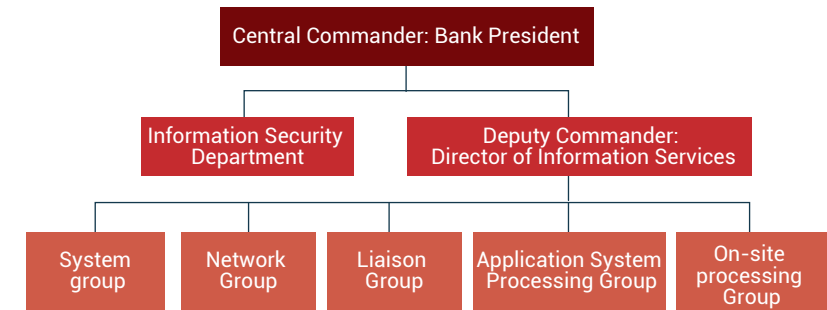 Central Commander: Bank President
Information Security
Department
Deputy Commander:
Director of Information Services
System
group
Network
Group
Liaison
Group
Application System
Processing Group
On-site
processing
Group